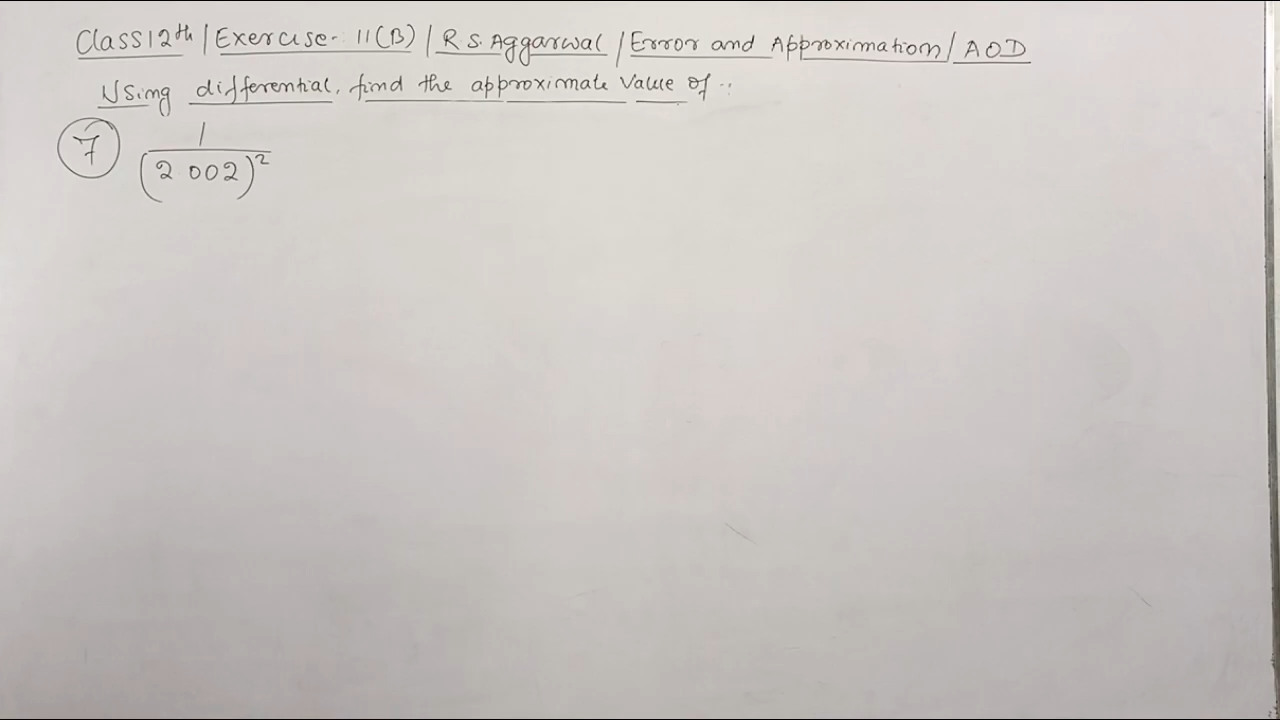 Class 12th / Exercise- 11(B) / R S. Aggarwal / Error and Approximation / AOD
Using differential, find the approximate value of :
7 1/(2 002)²